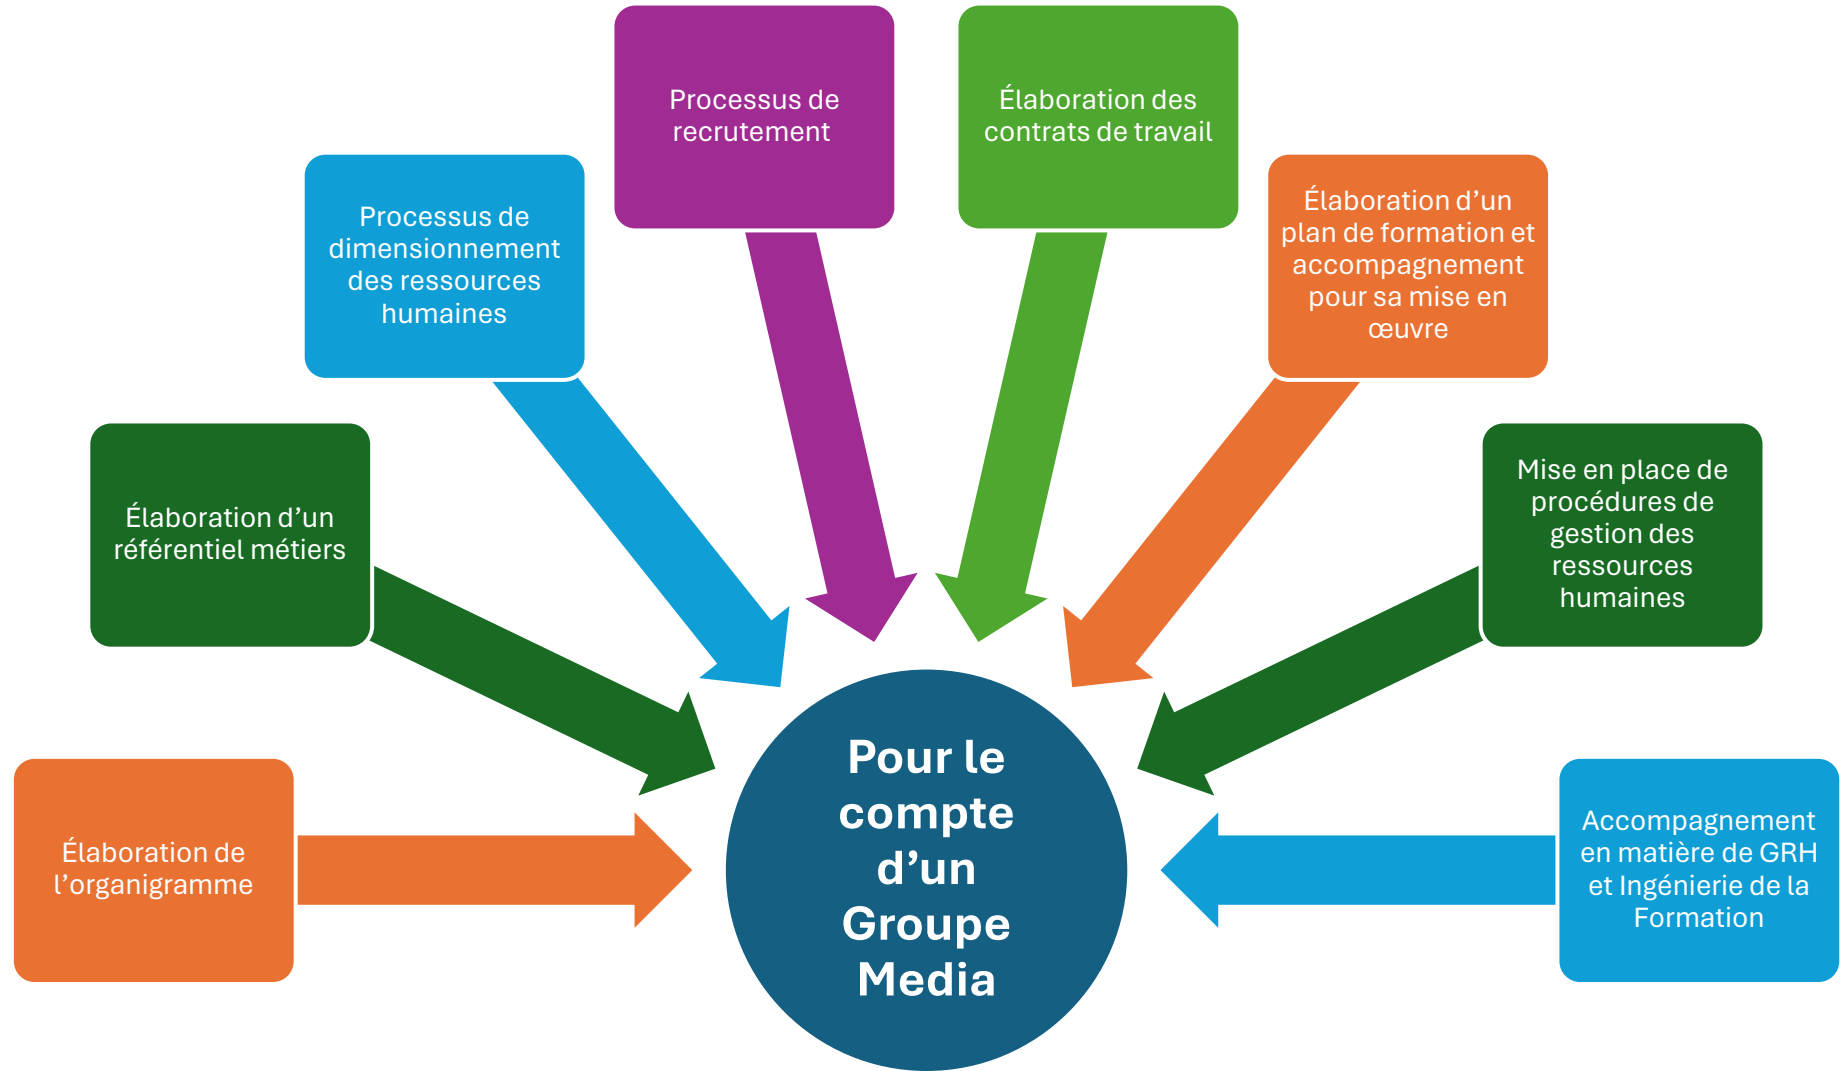 Processus de
recrutement
Élaboration des
contrats de travail
Processus de
dimensionnement
des ressources
humaines
Élaboration d’un
plan de formation et
accompagnement
pour sa mise en
œuvre
Élaboration d’un
référentiel métiers
Mise en place de
procédures de
gestion des
ressources
humaines
Élaboration de
l’organigramme
Pour le
compte
d’un
Groupe
Media
Accompagnement
en matière de GRH
et Ingénierie de la
Formation